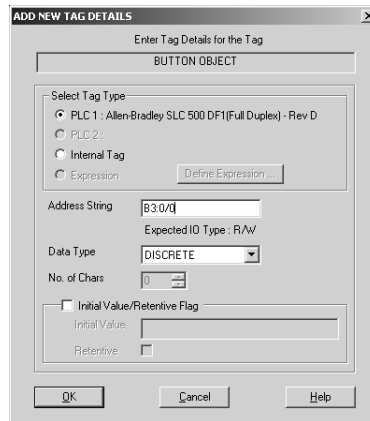 ADD NEW TAG DETAILS
Enter Tag Details for the Tag
BUTTON OBJECT
Select Tag Type
PLC 1 : Allen-Bradley SLC 500 DF1(Full Duplex) - Rev D
PLC 2 :
Internal Tag
Expression Define Expression ...
Address String B3:0/0
Expected IO Type : R/W
Data Type DISCRETE
No. of Chars 0
Initial Value/Retentive Flag
Initial Value
Retentive
OK Cancel Help